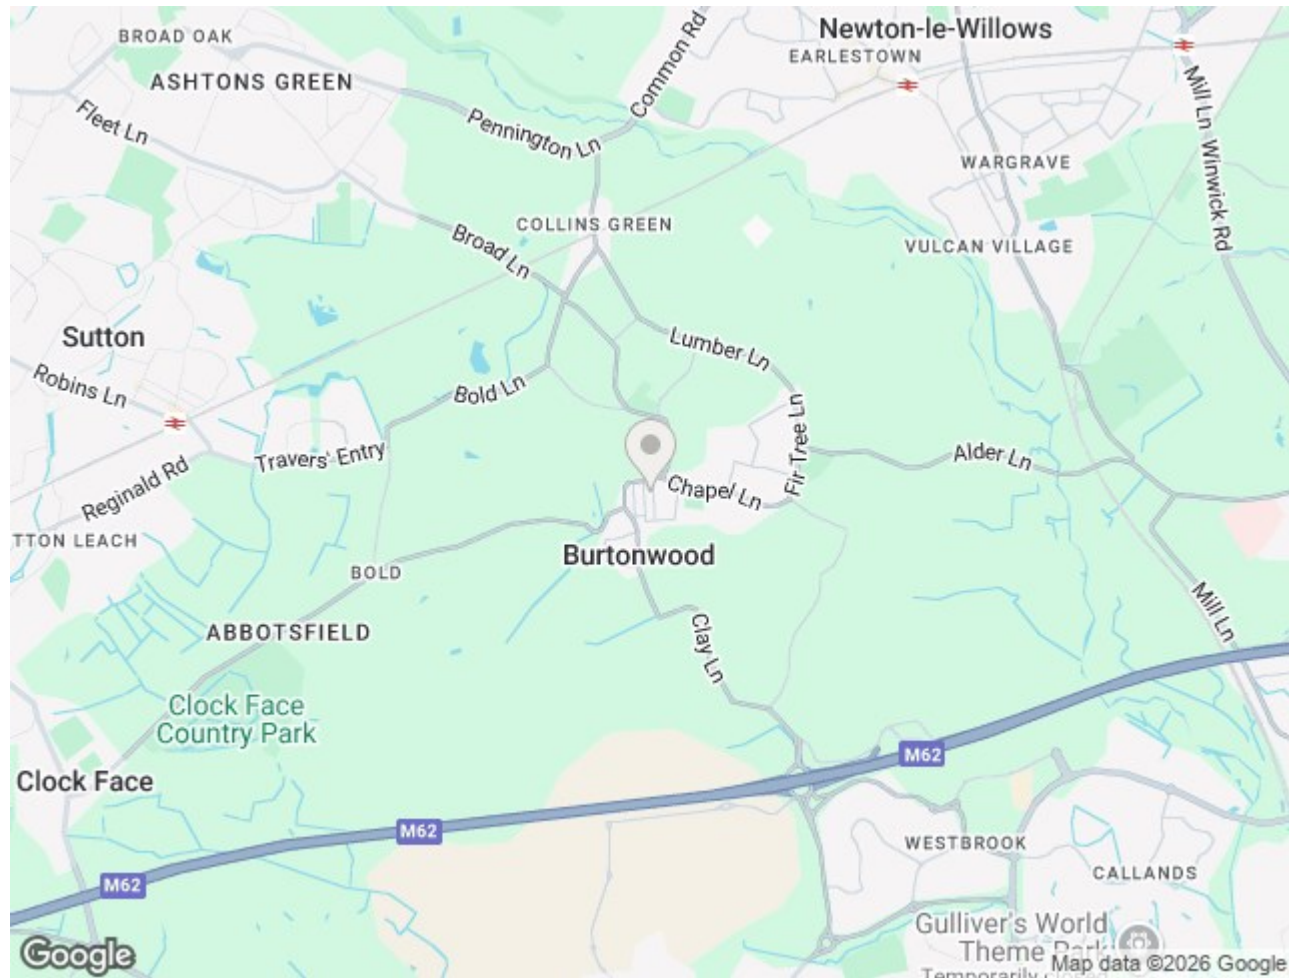 BROAD OAK
Newton-le-Willows
EARLESTOWN
ASHTONS GREEN
Common Rd
Fleet Ln
Pennington Ln
Mill Ln
Winwick Rd
WARGRAVE
COLLINS GREEN
Broad Ln
VULCAN VILLAGE
Sutton
Lumber Ln
Robins Ln
Bold Ln
Fir Tree Ln
Travers' Entry
Alder Ln
Reginald Rd
Chapel Ln
TTON LEACH
Burtonwood
BOLD
Mill Ln
ABBOTSFIELD
Clay Ln
Clock Face
Country Park
M62
Clock Face
M62
WESTBROOK
M62
CALLANDS
Gulliver's World
Theme Park
Temporarily closed
Google
Map data ©2026 Google